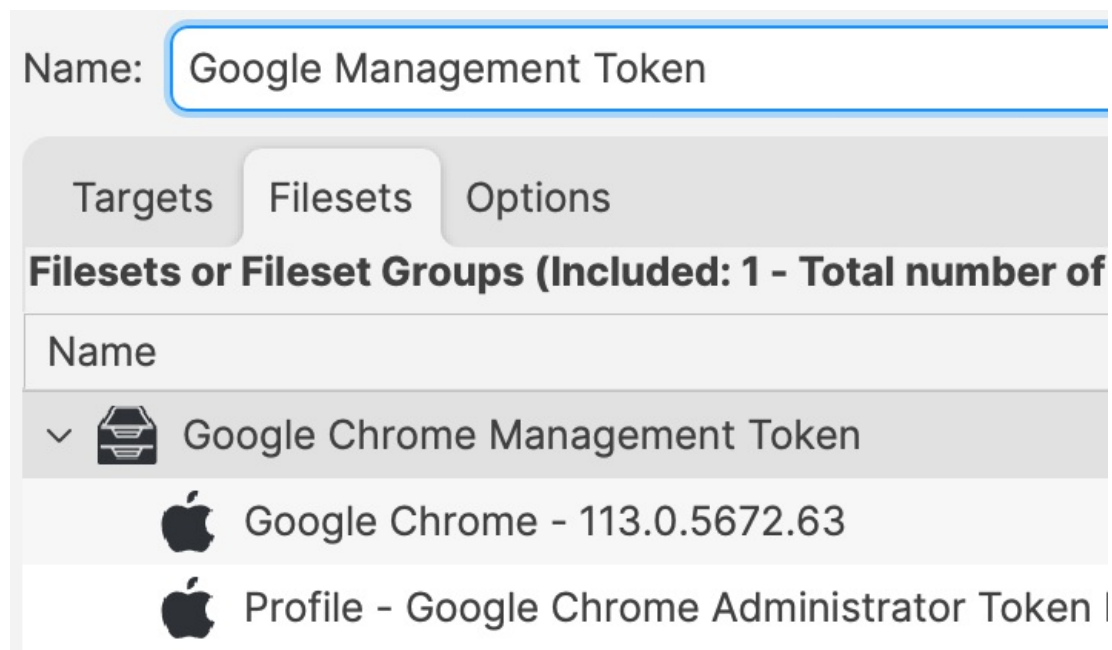 Name: Google Management Token
Targets Filesets Options
Filesets or Fileset Groups (Included: 1 - Total number of
Name
Google Chrome Management Token
Google Chrome - 113.0.5672.63
Profile - Google Chrome Administrator Token